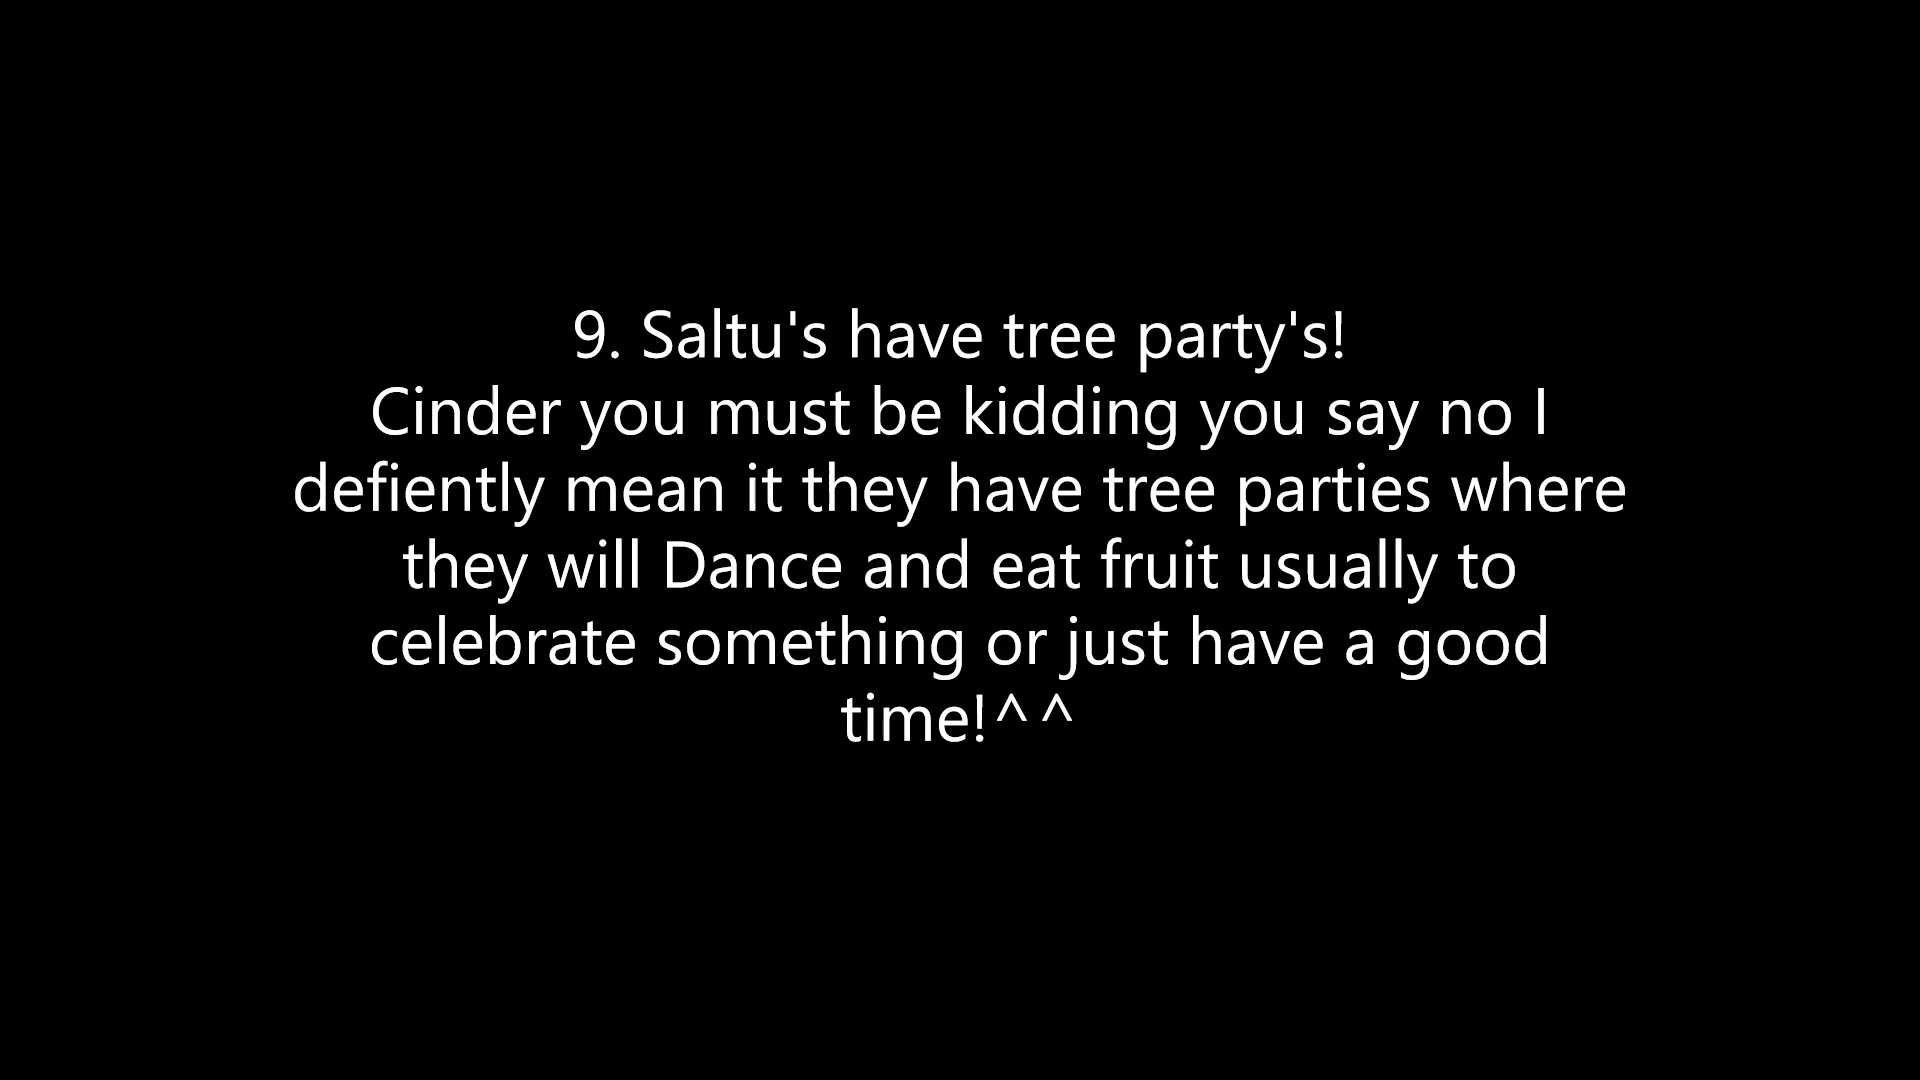 9. Saltu's have tree party's!
Cinder you must be kidding you say no I
defiently mean it they have tree parties where
they will Dance and eat fruit usually to
celebrate something or just have a good
time!^^